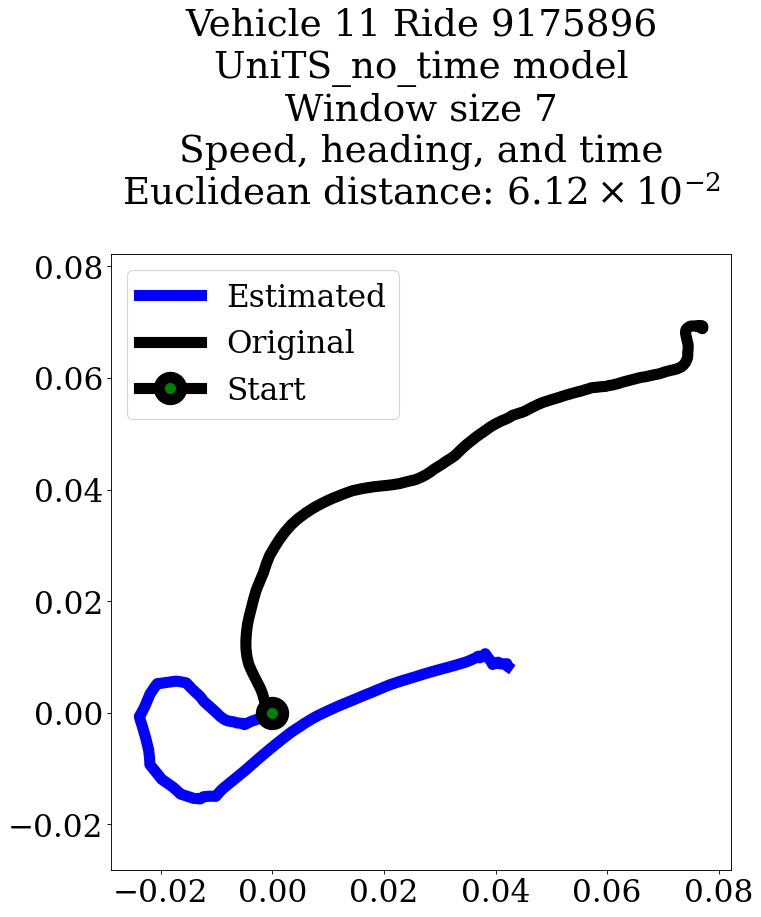 Vehicle 11 Ride 9175896
UniTS_no_time model
Window size 7
Speed, heading, and time
Euclidean distance: 6.12 × 10⁻²
0.08
0.06
0.04
0.02
0.00
−0.02
Estimated
Original
Start
−0.02 0.00 0.02 0.04 0.06 0.08